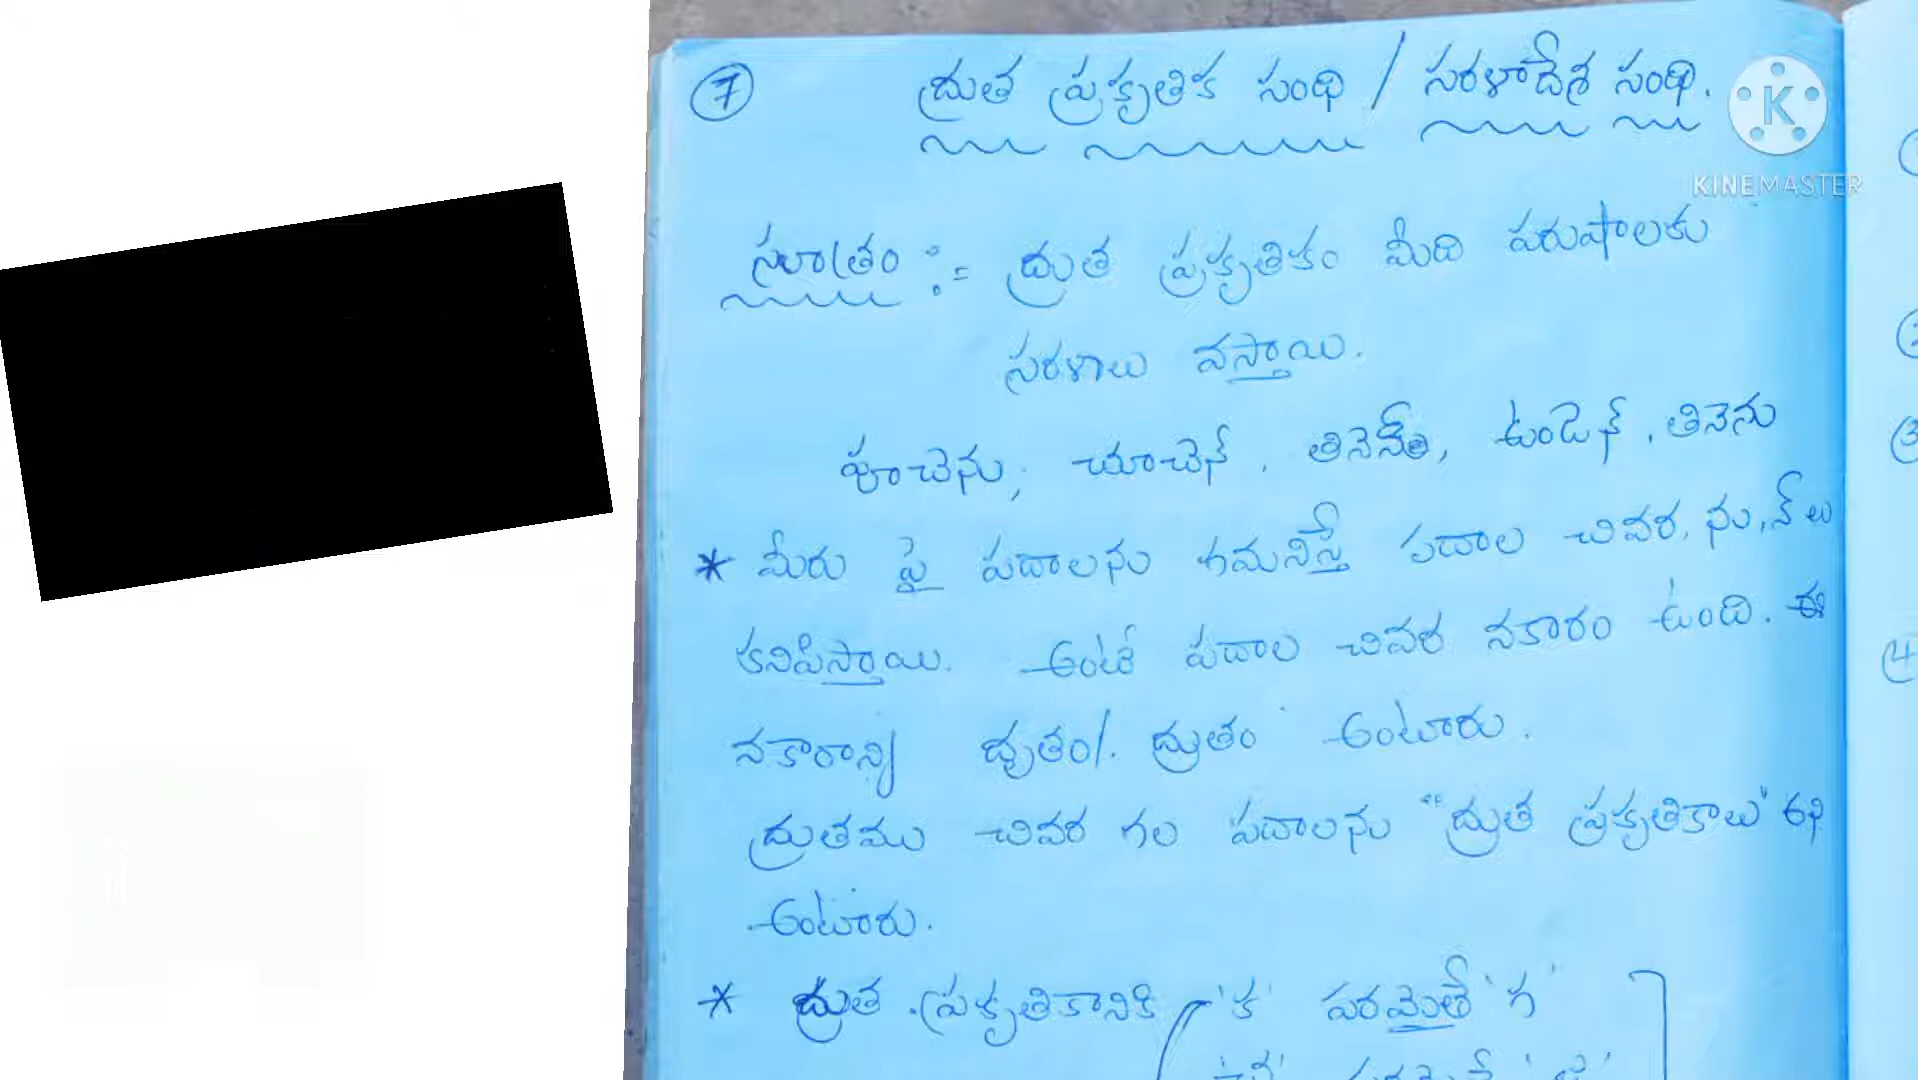 7 ద్రుత ప్రకృతిక సంధి / సరళాదేశ సంధి.
KINEMASTER
సూత్రం := ద్రుత ప్రకృతికం మీది పరుషాలకు
సరళాలు వస్తాయి.
పూచెను, చూచెన్, ఉండెన్, తినెను
* మీరు పై పదాలను గమనిస్తే పదాల చివర, ను, న్ లు
కనిపిస్తాయి. అంటే పదాల చివర నకారం ఉంది. ఈ
నకారాన్ని దృతం/. ద్రుతం అంటారు.
ద్రుతము చివర గల పదాలను "ద్రుత ప్రకృతికాలు" అని
అంటారు.
* ద్రుత ప్రకృతికానికి 'క' పరమైతే 'గ'